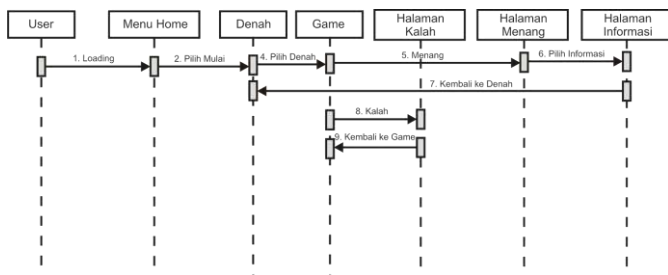 User
Menu Home
Denah
Game
Halaman
Kalah
Halaman
Menang
Halaman
Informasi
1. Loading
2. Pilih Mulai
4. Pilih Denah
5. Menang
6. Pilih Informasi
7. Kembali ke Denah
8. Kalah
9. Kembali ke Game